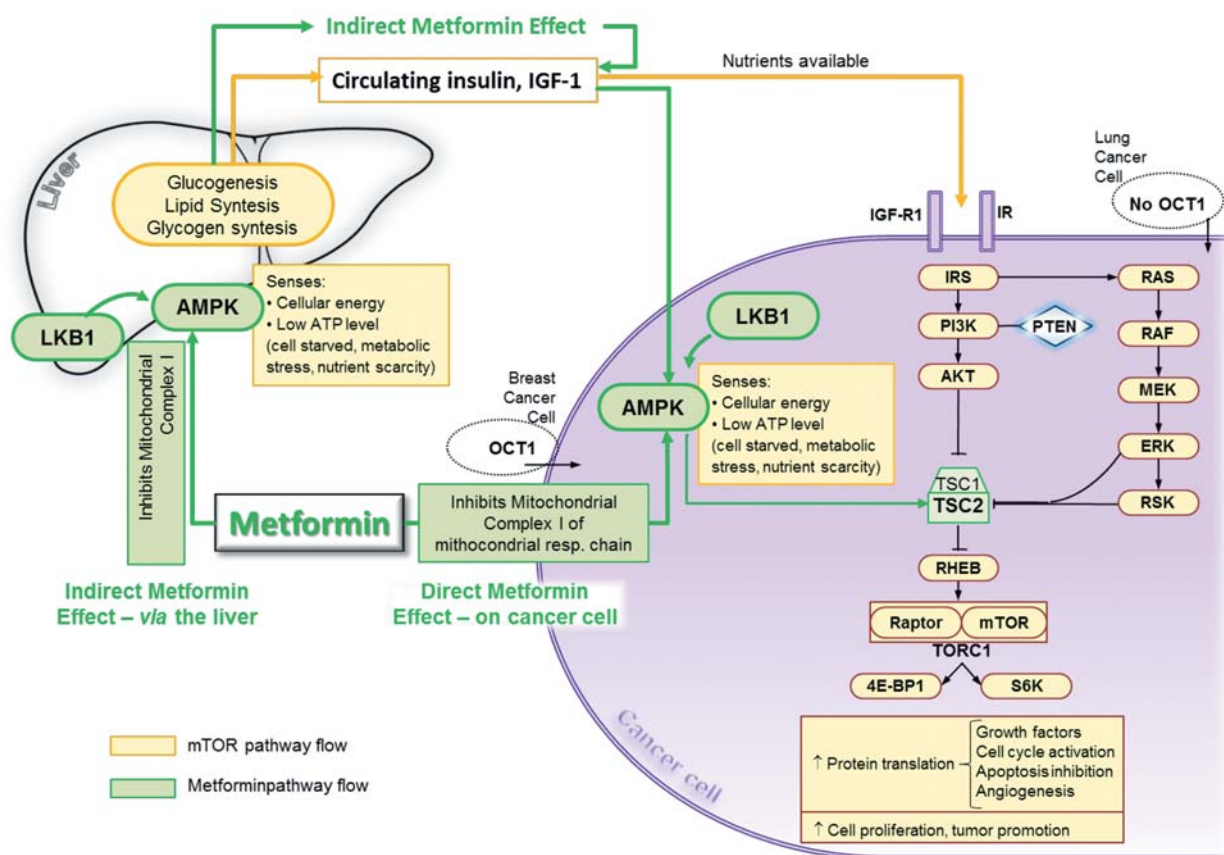 Indirect Metformin Effect
Circulating insulin, IGF-1
Nutrients available
Liver
Glucogenesis
Lipid Syntesis
Glycogen syntesis
LKB1
AMPK
Senses:
• Cellular energy
• Low ATP level
(cell starved, metabolic
stress, nutrient scarcity)
Inhibits Mitochondrial
Complex I
Metformin
Indirect Metformin
Effect – via the liver
Inhibits Mitochondrial
Complex I of
mithocondrial resp. chain
Direct Metformin
Effect – on cancer cell
Breast
Cancer
Cell
OCT1
Lung
Cancer
Cell
No OCT1
IGF-R1
IR
LKB1
AMPK
Senses:
• Cellular energy
• Low ATP level
(cell starved, metabolic
stress, nutrient scarcity)
IRS
PI3K
PTEN
AKT
RAS
RAF
MEK
ERK
RSK
TSC1
TSC2
RHEB
Raptor
mTOR
TORC1
4E-BP1
S6K
↑ Protein translation
Growth factors
Cell cycle activation
Apoptosis inhibition
Angiogenesis
↑ Cell proliferation, tumor promotion
Cancer cell
mTOR pathway flow
Metforminpathway flow